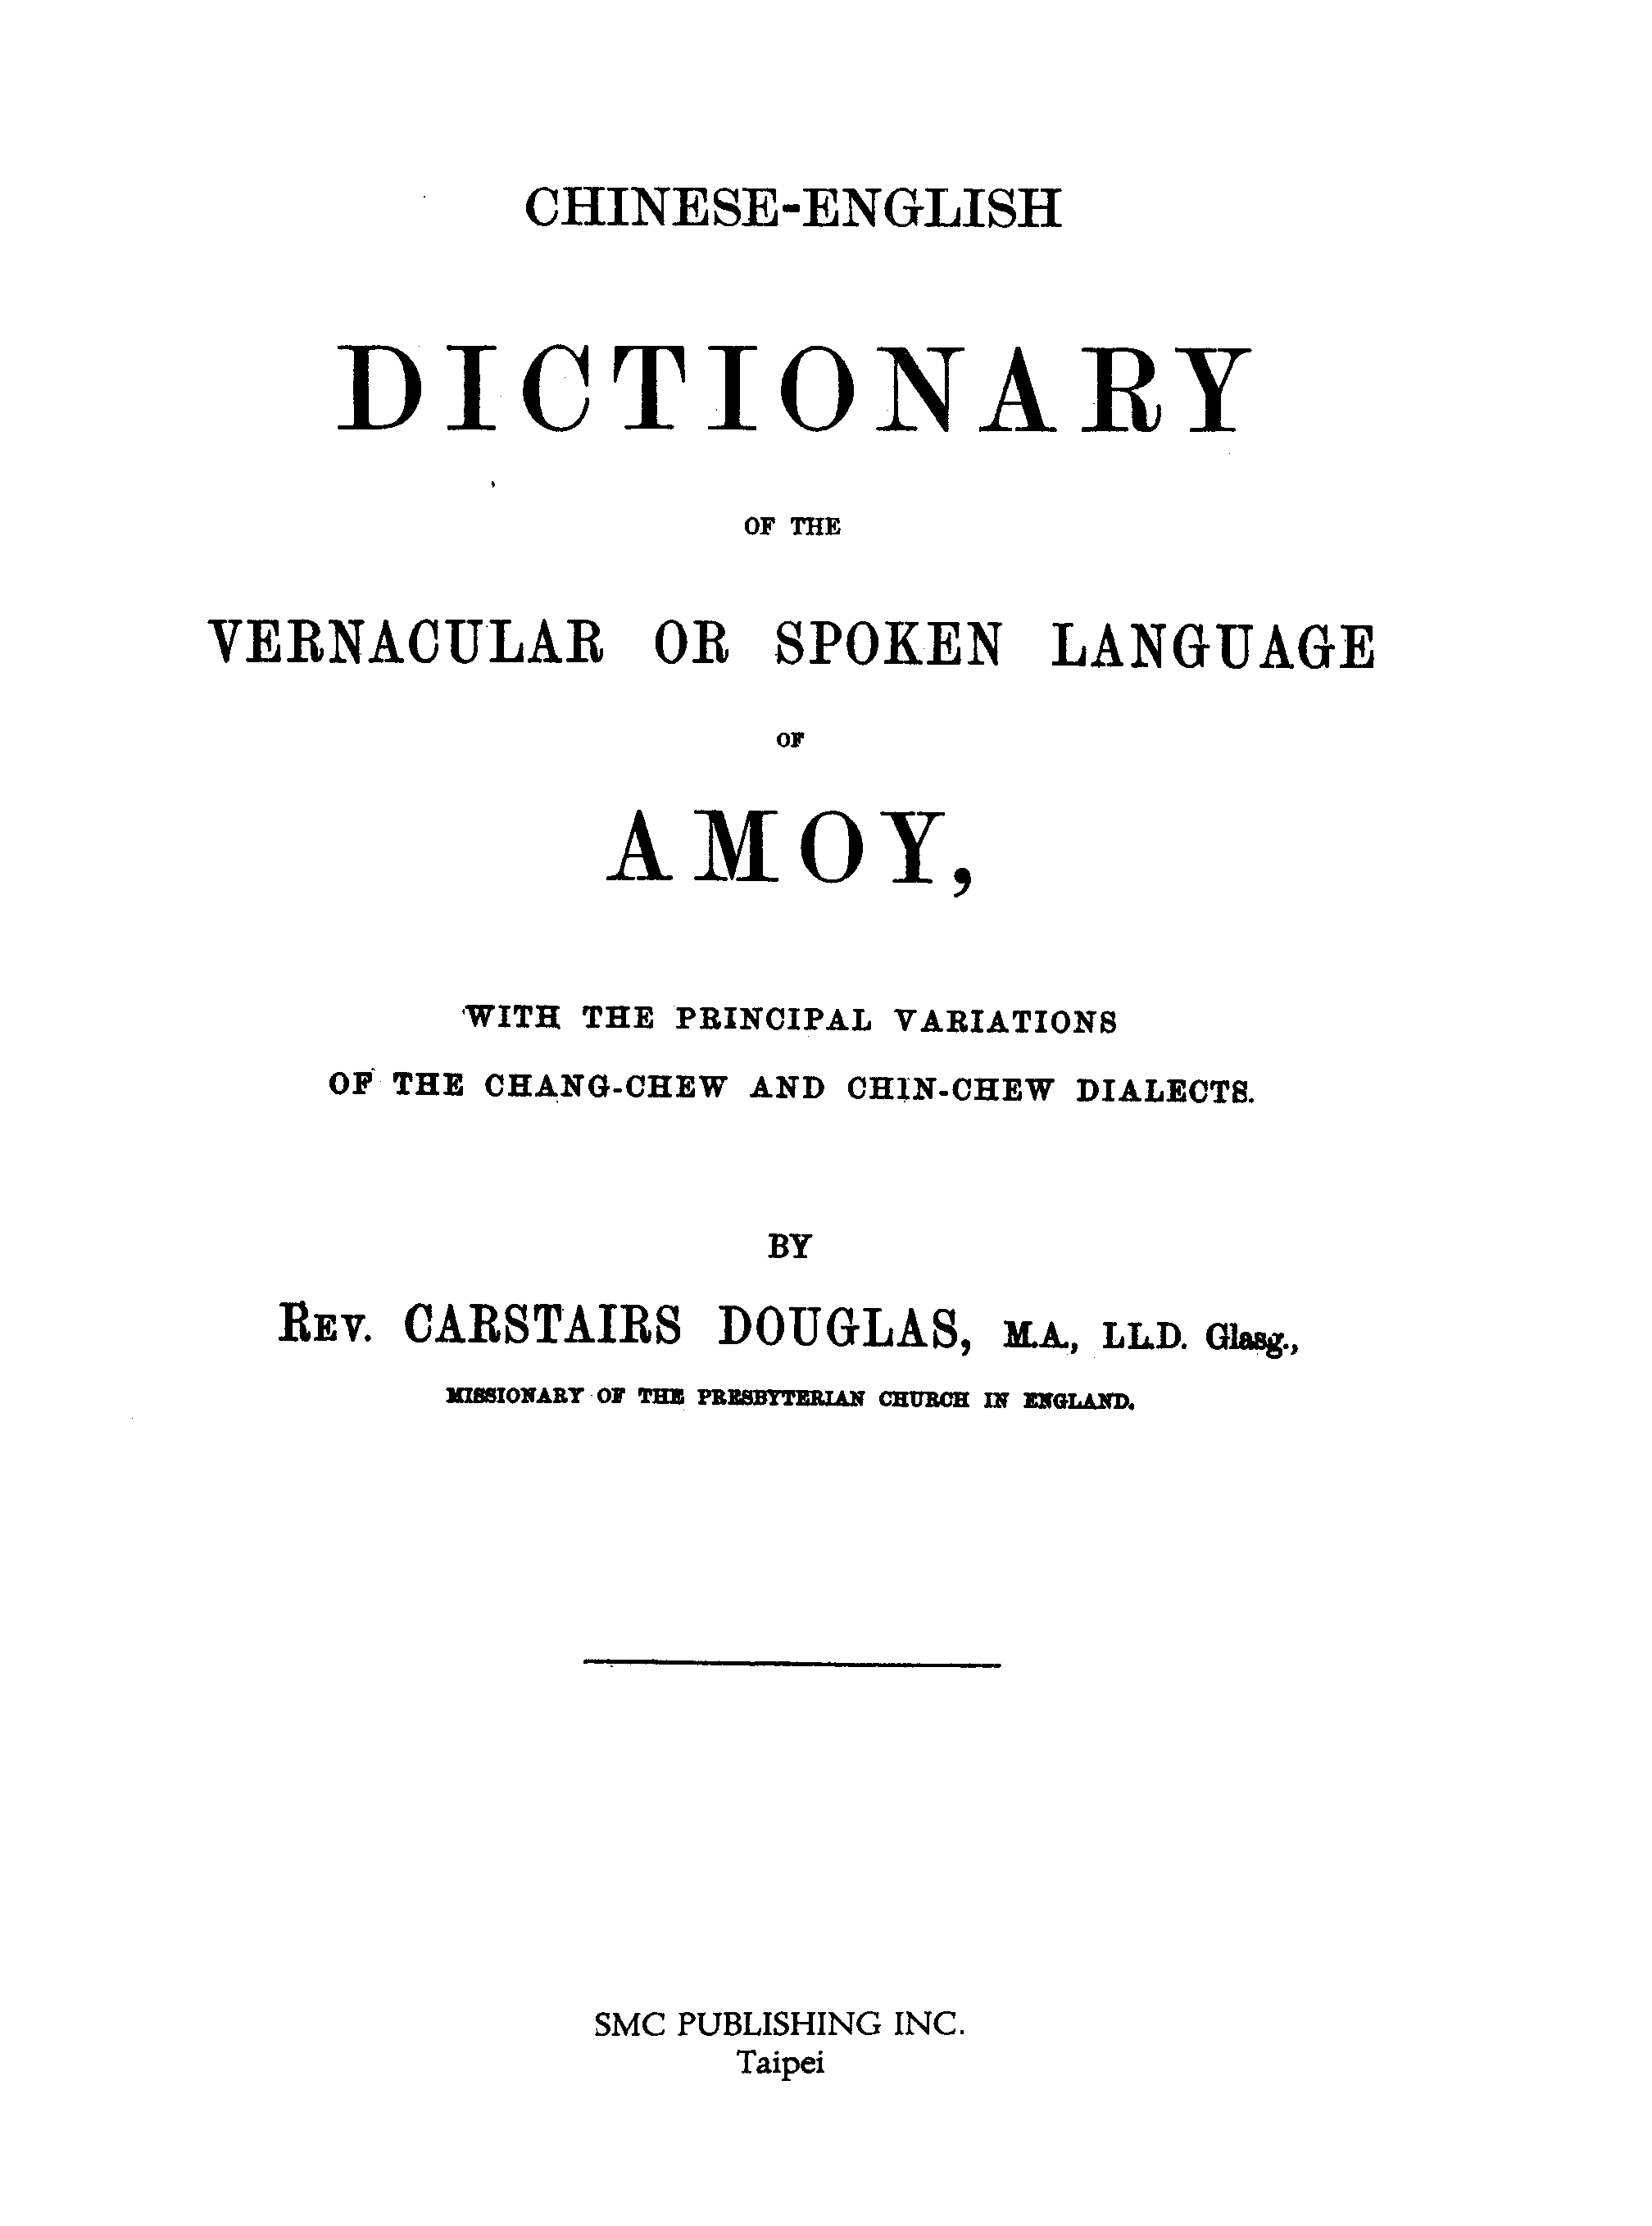 CHINESE-ENGLISH
DICTIONARY
OF THE
VERNACULAR OR SPOKEN LANGUAGE
OF
AMOY,
WITH THE PRINCIPAL VARIATIONS
OF THE CHANG-CHEW AND CHIN-CHEW DIALECTS.
BY
REV. CARSTAIRS DOUGLAS, M.A., LL.D. Glasg.,
MISSIONARY OF THE PRESBYTERIAN CHURCH IN ENGLAND.
SMC PUBLISHING INC.
Taipei